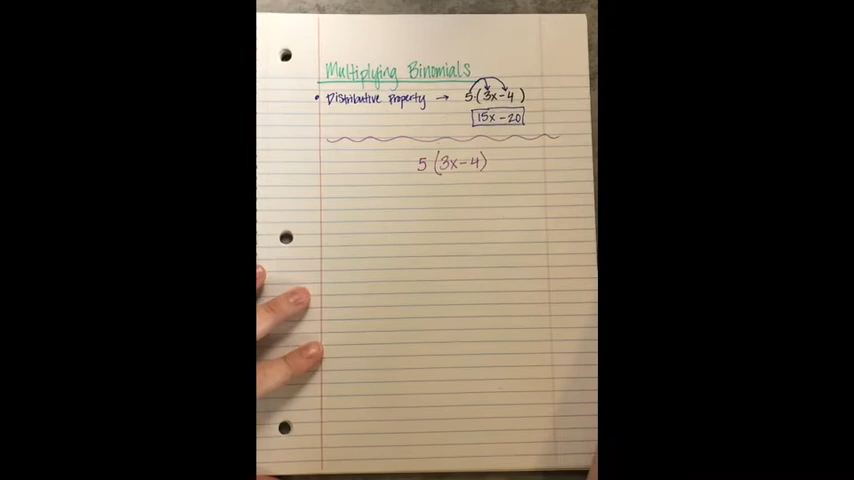 Multiplying Binomials
• Distributive Property → 5·(3x-4)
15x-20
5(3x-4)